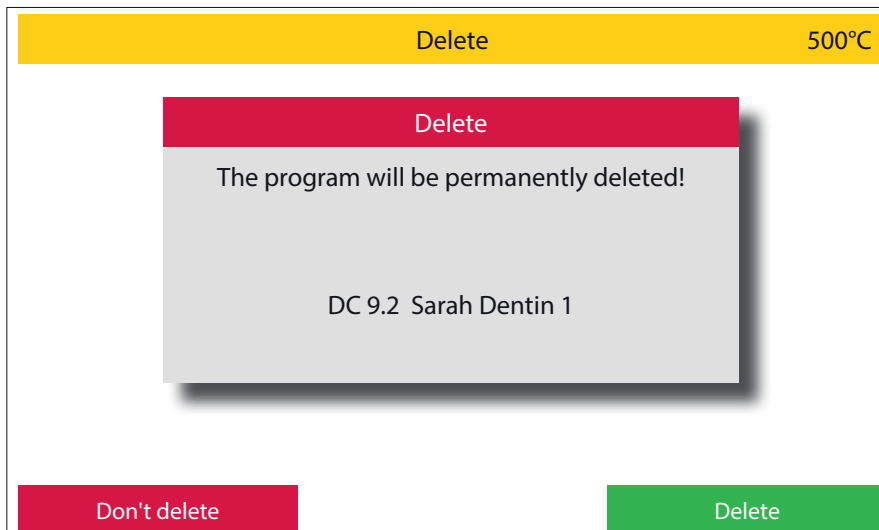 Delete 500°C
Delete
The program will be permanently deleted!
DC 9.2 Sarah Dentin 1
Don't delete Delete